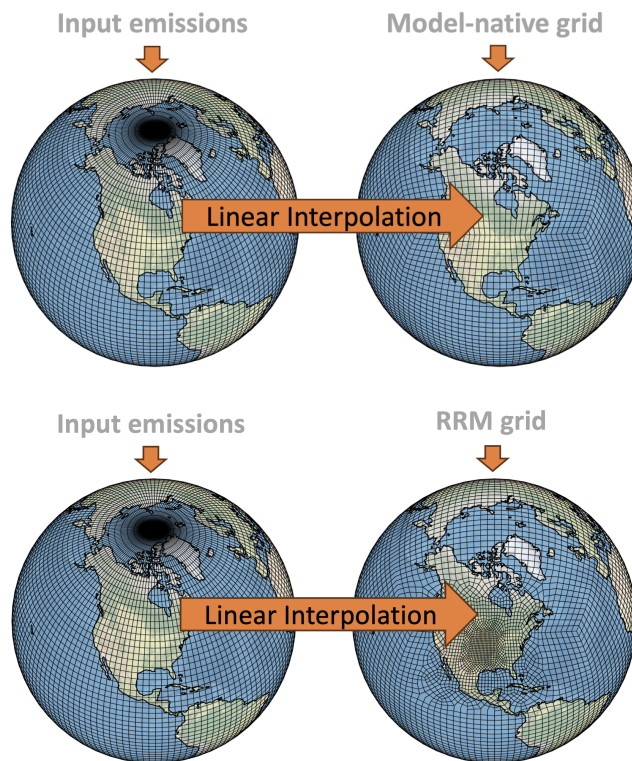 Input emissions
Model-native grid
Linear Interpolation
Input emissions
RRM grid
Linear Interpolation